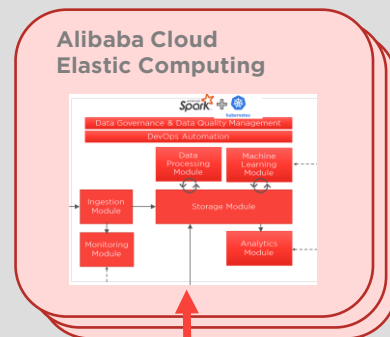 Alibaba Cloud
Elastic Computing
Spark
kubernetes
Data Governance & Data Quality Management
DevOps Automation
Data
Processing
Module
Machine
Learning
Module
Ingestion
Module
Storage Module
Monitoring
Module
Analytics
Module